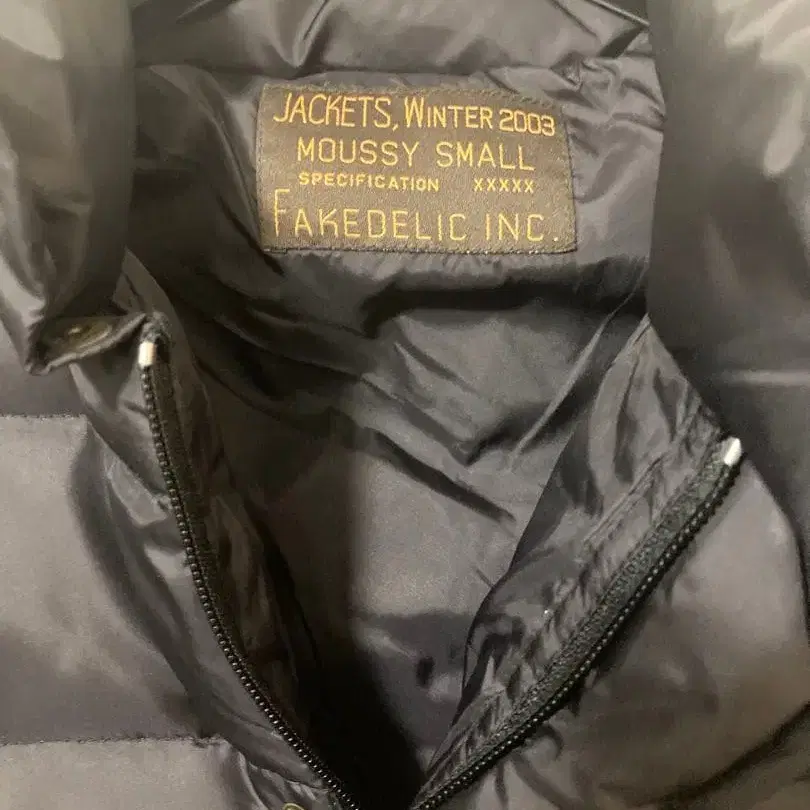 JACKETS, WINTER 2003
MOUSSY SMALL
SPECIFICATION XXXXX
FAKEDELIC INC.